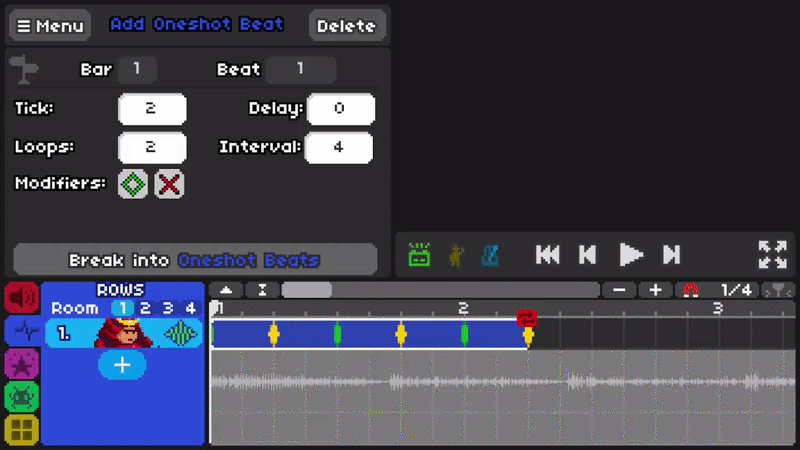 Menu Add Oneshot Beat Delete
Bar 1 Beat 1
Tick: 2 Delay: 0
Loops: 2 Interval: 4
Modifiers:
Break into Oneshot Beats
ROWS
Room 1 2 3 4
1.
1/4
1 2 3